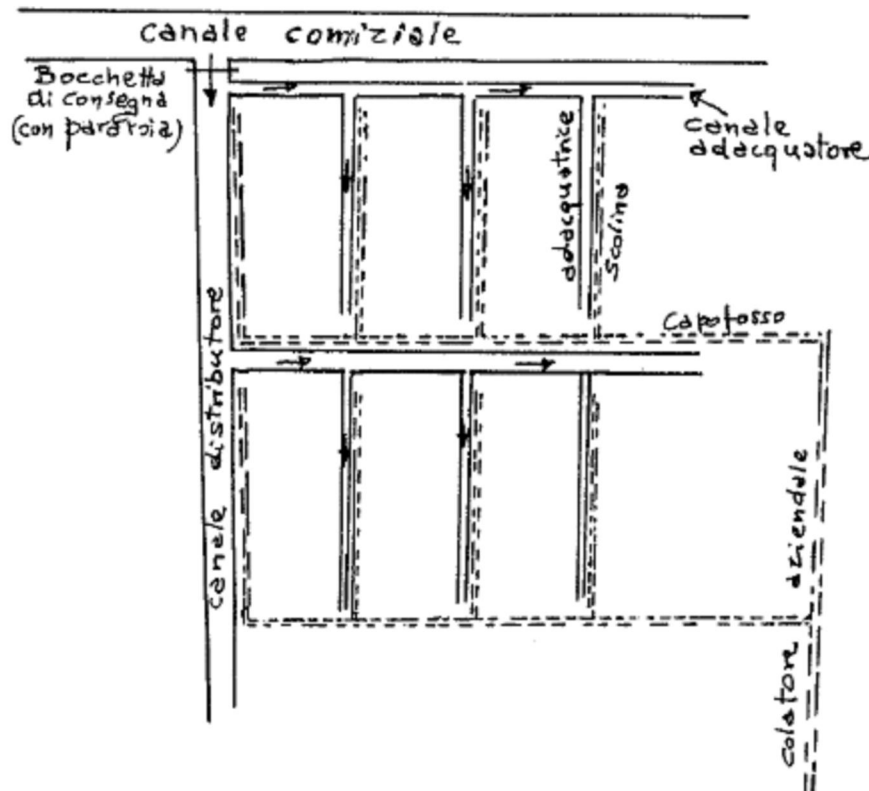 canale comiziale
Bocchetta
di consegna
(con paratoia)
canale
adacquatore
adacquatrice
Scolina
Capofosso
canale distributore
colatore aziendale